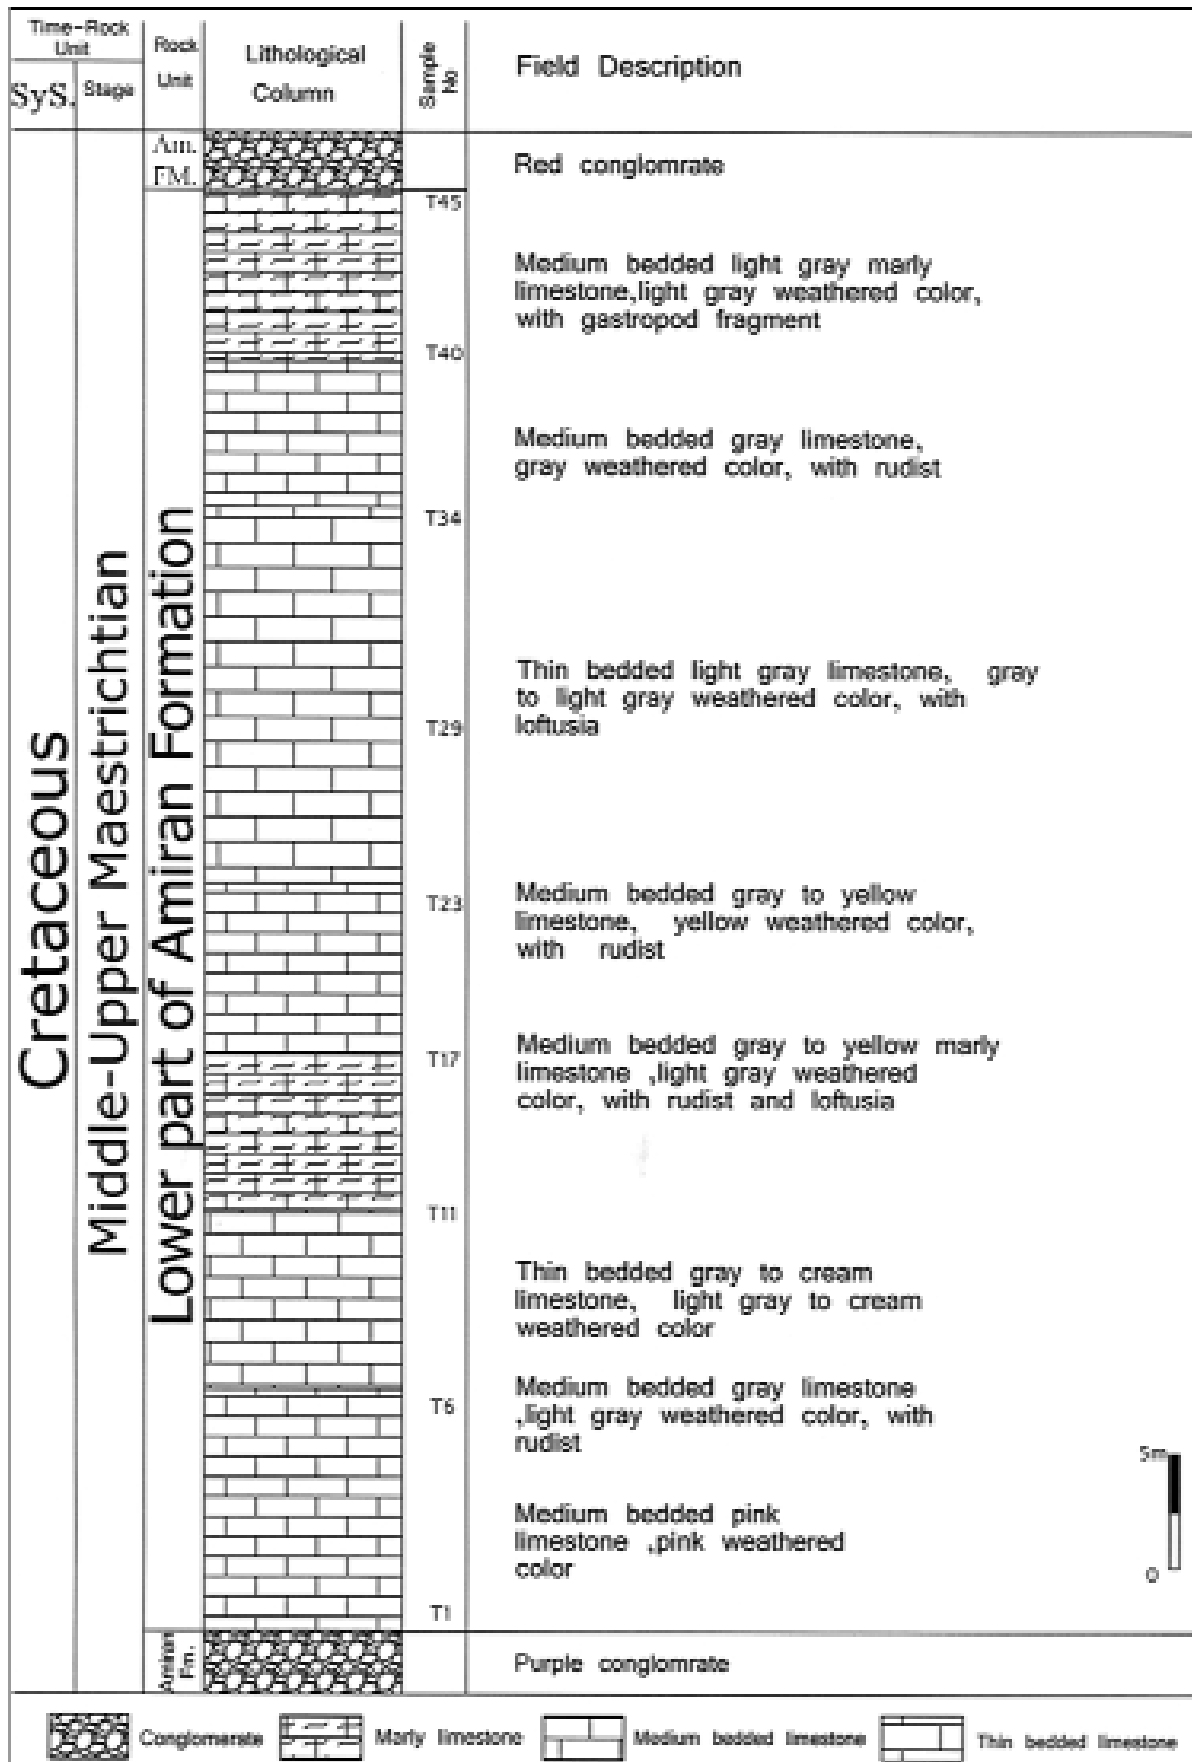 Time-Rock
Unit
SyS.
Stage
Rock
Unit
Lithological
Column
Sample
No
Field Description
Am.
FM.
Red conglomrate
T45
Medium bedded light gray marly
limestone,light gray weathered color,
with gastropod fragment
T40
Medium bedded gray limestone,
gray weathered color, with rudist
T34
Thin bedded light gray limestone, gray
to light gray weathered color, with
loftusia
T29
Medium bedded gray to yellow
limestone, yellow weathered color,
with rudist
T23
Medium bedded gray to yellow marly
limestone ,light gray weathered
color, with rudist and loftusia
T17
T11
Thin bedded gray to cream
limestone, light gray to cream
weathered color
Medium bedded gray limestone
,light gray weathered color, with
rudist
T6
Medium bedded pink
limestone ,pink weathered
color
T1
Cretaceous
Middle-Upper Maestrichtian
Lower part of Amiran Formation
5m
0
Amiran
Fm.
Purple conglomrate
Conglomerate
Marly limestone
Medium bedded limestone
Thin bedded limestone